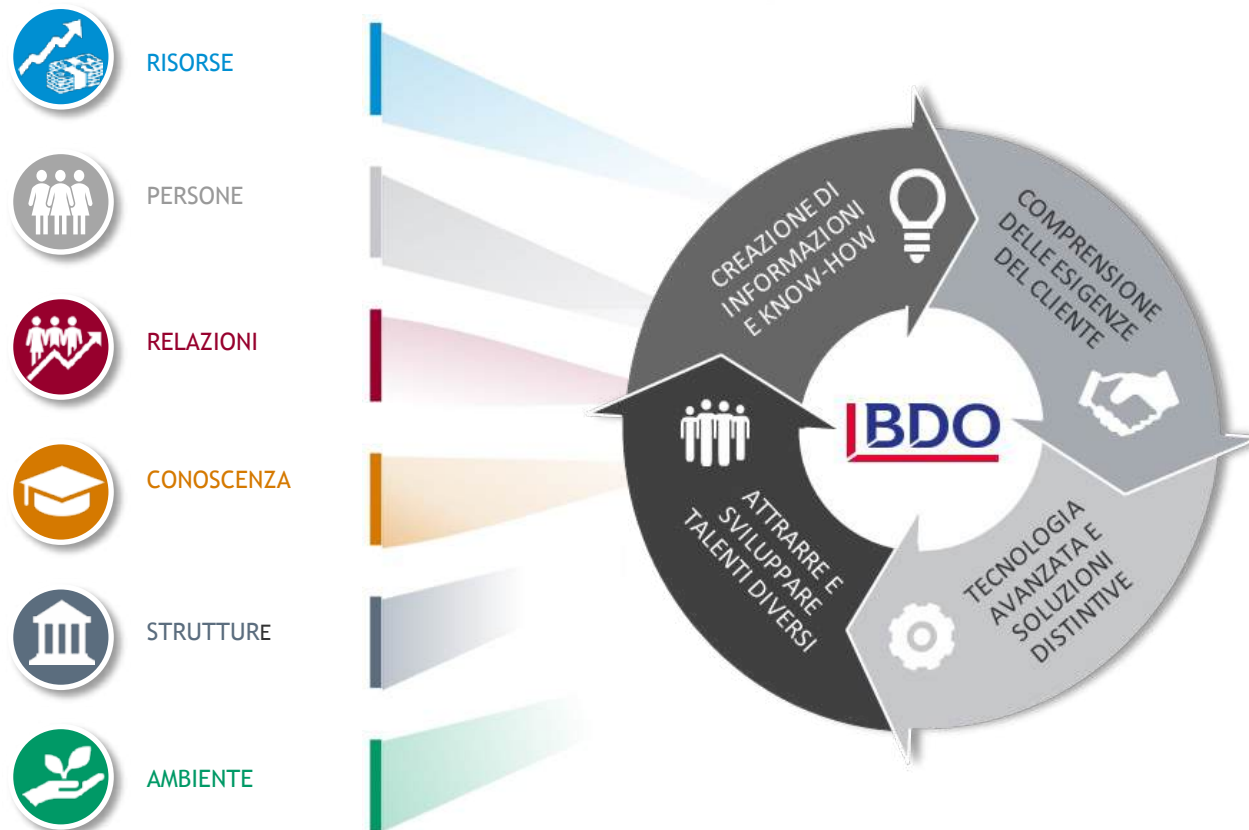 RISORSE
PERSONE
RELAZIONI
CONOSCENZA
STRUTTURE
AMBIENTE
CREAZIONE DI
INFORMAZIONI
E KNOW-HOW
COMPRENSIONE
DELLE ESIGENZE
DEL CLIENTE
TECNOLOGIA
AVANZATA E
SOLUZIONI
DISTINTIVE
ATTRARRE E
SVILUPPARE
TALENTI DIVERSI
BDO